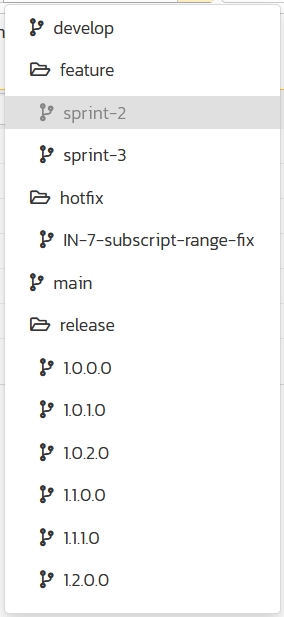 develop
feature
sprint-2
sprint-3
hotfix
IN-7-subscript-range-fix
main
release
1.0.0.0
1.0.1.0
1.0.2.0
1.1.0.0
1.1.1.0
1.2.0.0